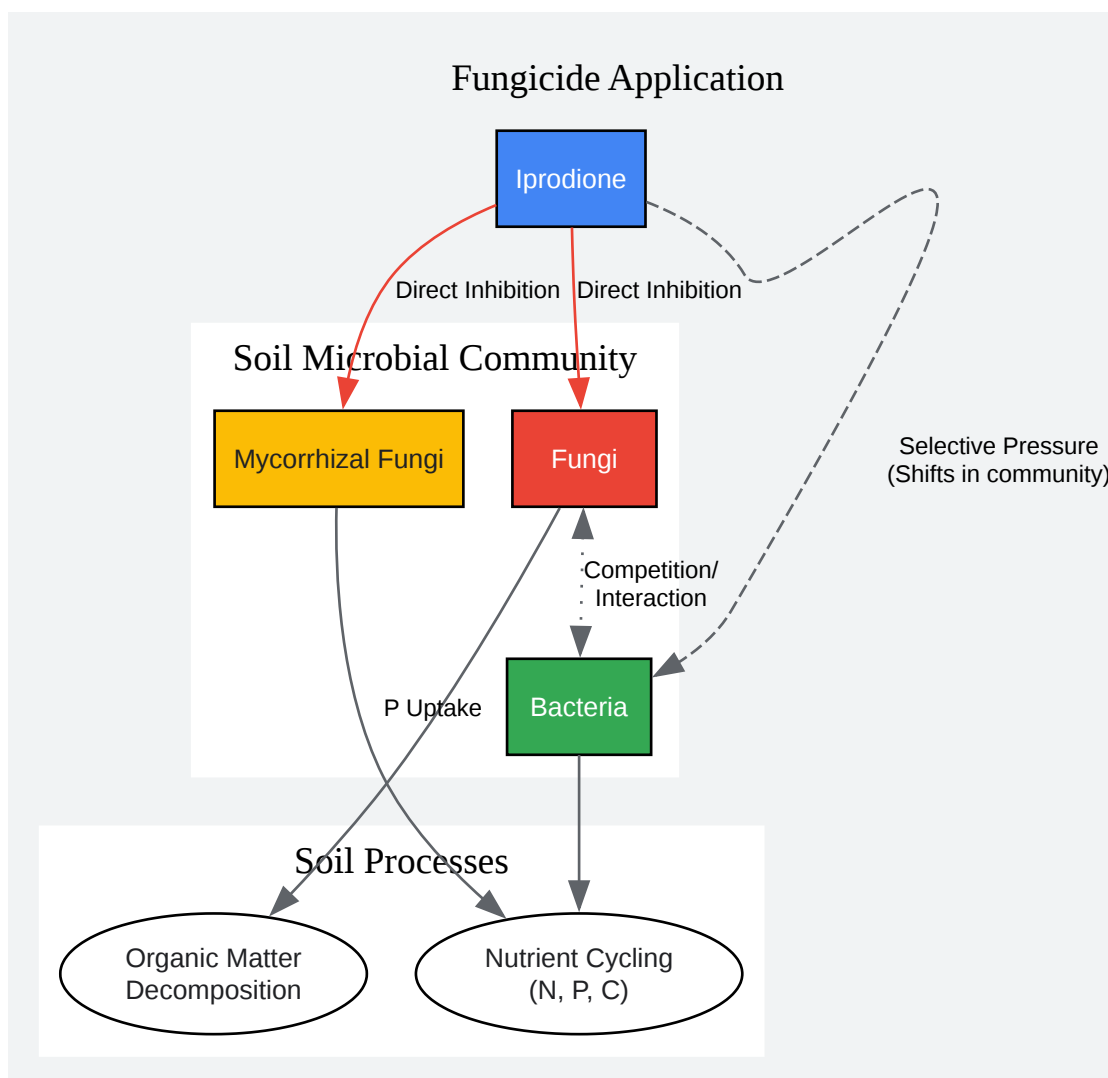 Fungicide Application
Iprodione
Direct Inhibition
Direct Inhibition
Soil Microbial Community
Mycorrhizal Fungi
Fungi
Selective Pressure
(Shifts in community)
Competition/
Interaction
P Uptake
Bacteria
Soil Processes
Organic Matter
Decomposition
Nutrient Cycling
(N, P, C)